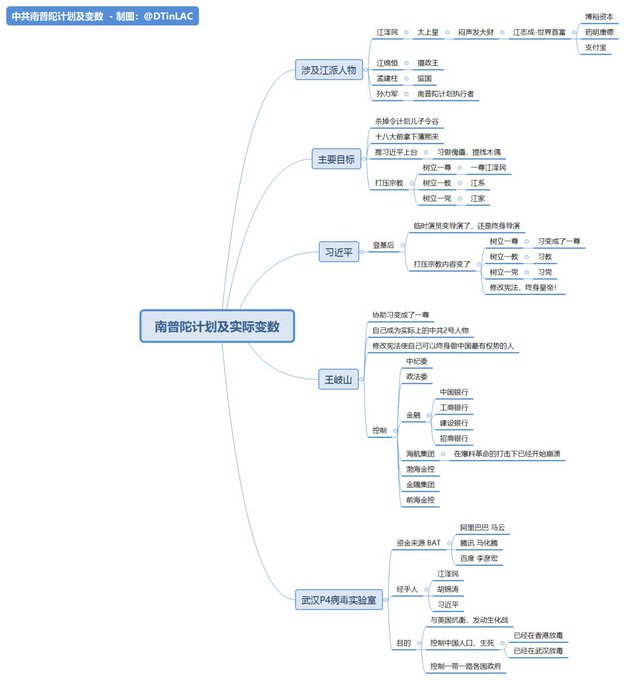 中共南普陀计划及变数 - 制图：@DTinLAC
南普陀计划及实际变数
涉及江派人物
江泽民
太上皇
闷声发大财
江志成-世界首富
博裕资本
药明康德
支付宝
江绵恒
摄政王
孟建柱
监国
孙力军
南普陀计划执行者
主要目标
杀掉令计划儿子令谷
十八大前拿下薄熙来
推习近平上台
习做傀儡，提线木偶
打压宗教
树立一尊
一尊江泽民
树立一教
江系
树立一党
江家
习近平
登基后
临时演员变导演了，还是终身导演
打压宗教内容变了
树立一尊
习变成了一尊
树立一教
习教
树立一党
习党
修改宪法，终身皇帝！
王岐山
协助习变成了一尊
自己成为实际上的中共2号人物
修改宪法使自己可以终身做中国最有权势的人
控制
中纪委
政法委
金融
中国银行
工商银行
建设银行
招商银行
海航集团
在爆料革命的打击下已经开始崩溃
渤海金控
金隅集团
前海金控
武汉P4病毒实验室
资金来源 BAT
阿里巴巴 马云
腾讯 马化腾
百度 李彦宏
经手人
江泽民
胡锦涛
习近平
目的
与美国抗衡，发动生化战
控制中国人口、生死
已经在香港放毒
已经在武汉放毒
控制一带一路各国政府